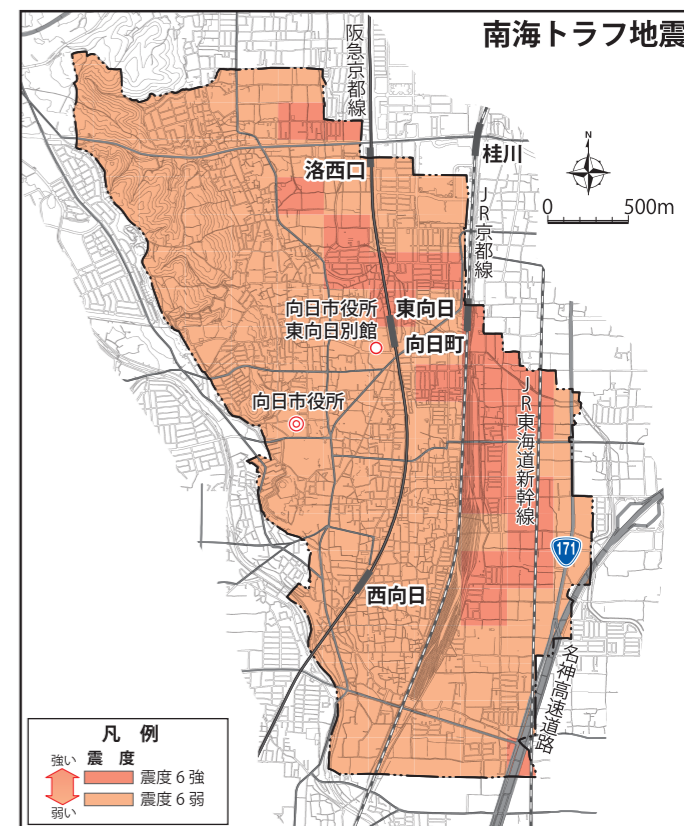 南海トラフ地震
阪急京都線
洛西口
桂川
N
0 500m
JR京都線
向日市役所
東向日別館
東向日
向日町
向日市役所
JR東海道新幹線
171
西向日
名神高速道路
凡 例
震 度
強い
弱い
震度6強
震度6弱